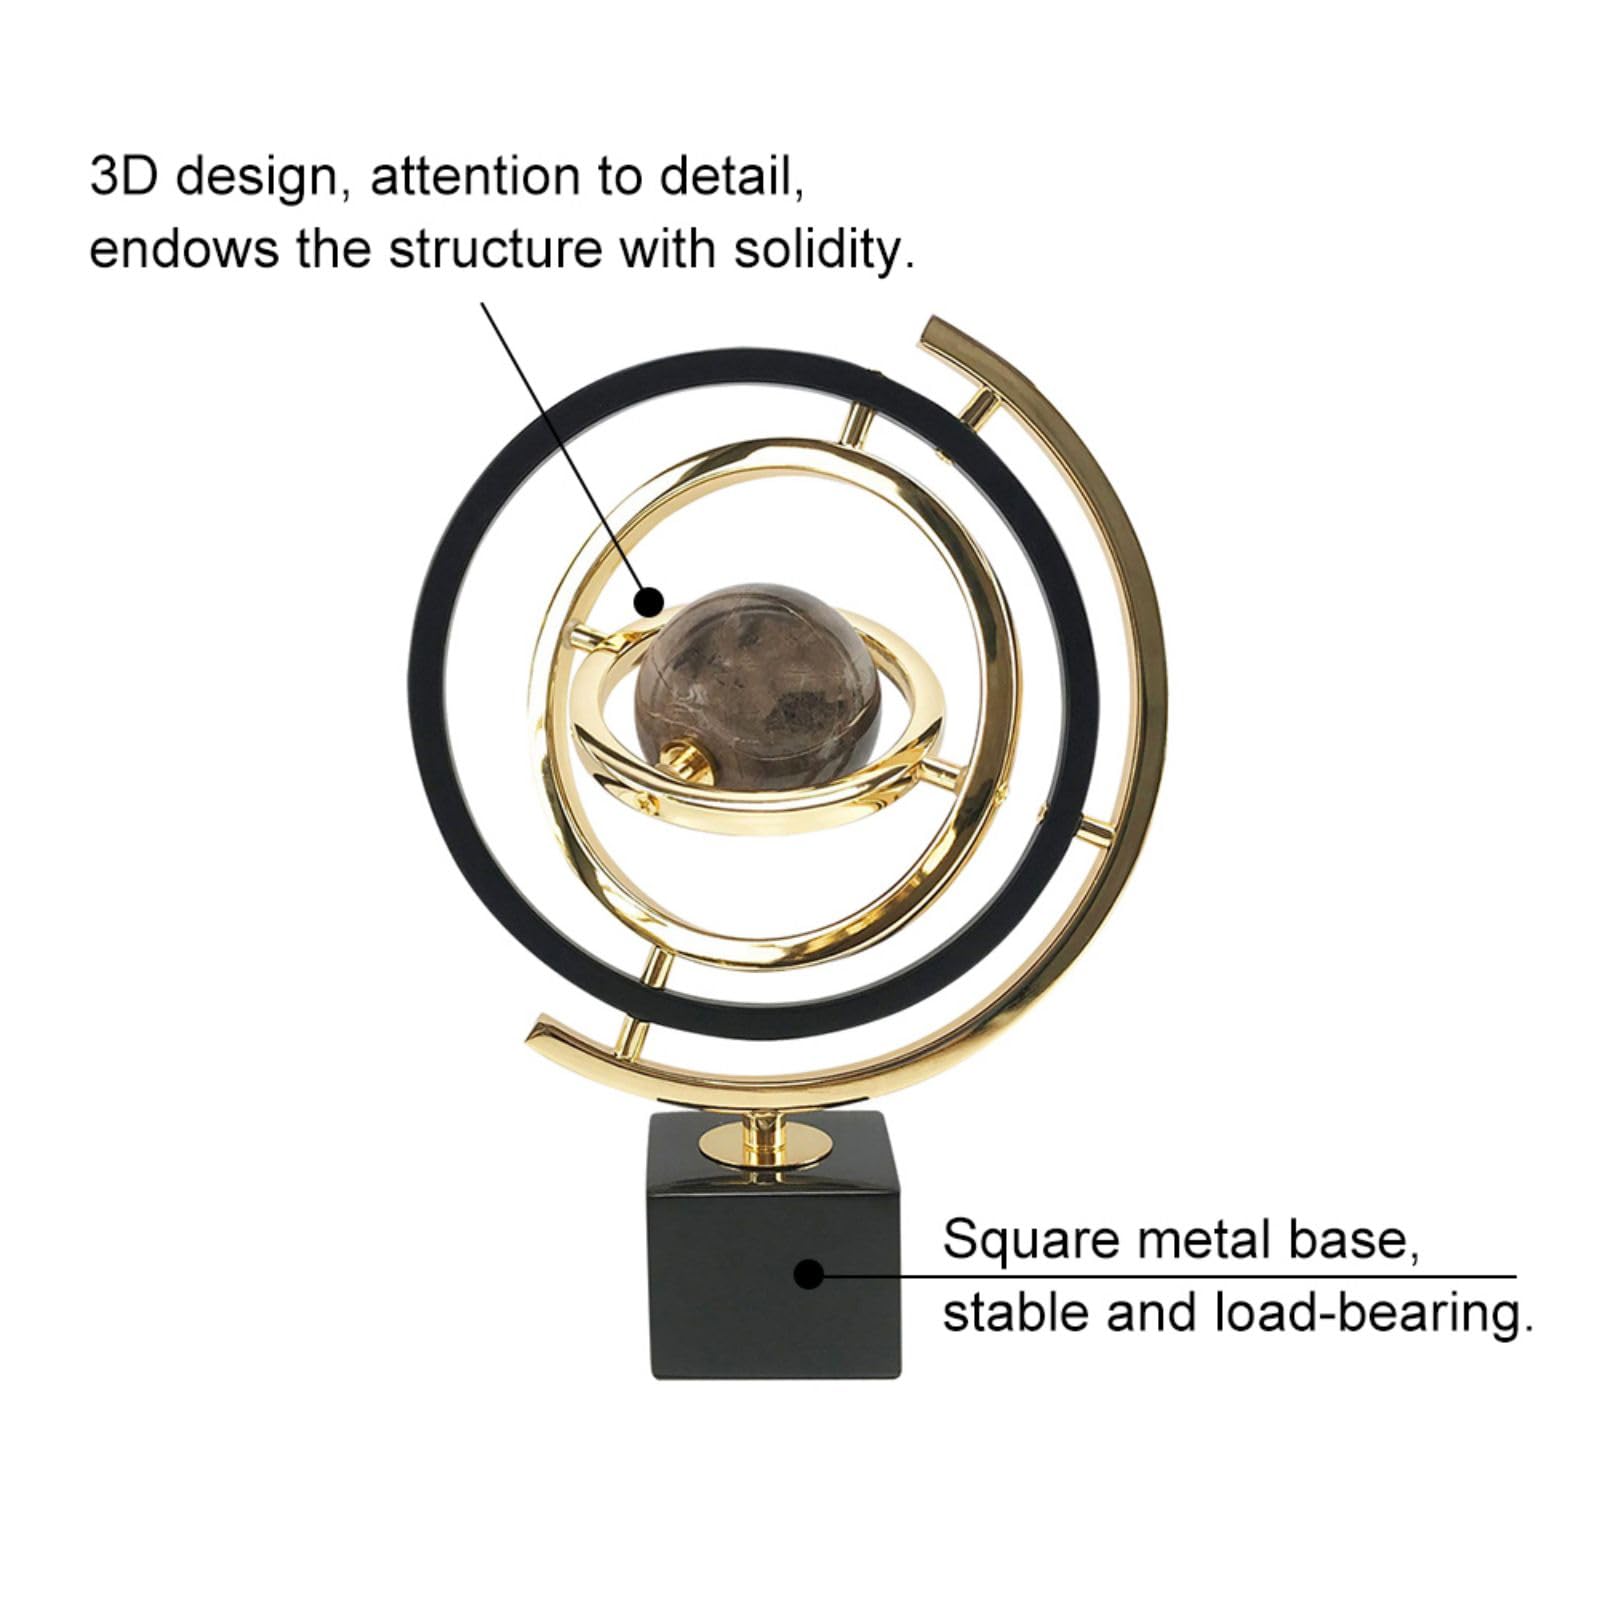 3D design, attention to detail,
endows the structure with solidity.
Square metal base,
stable and load-bearing.